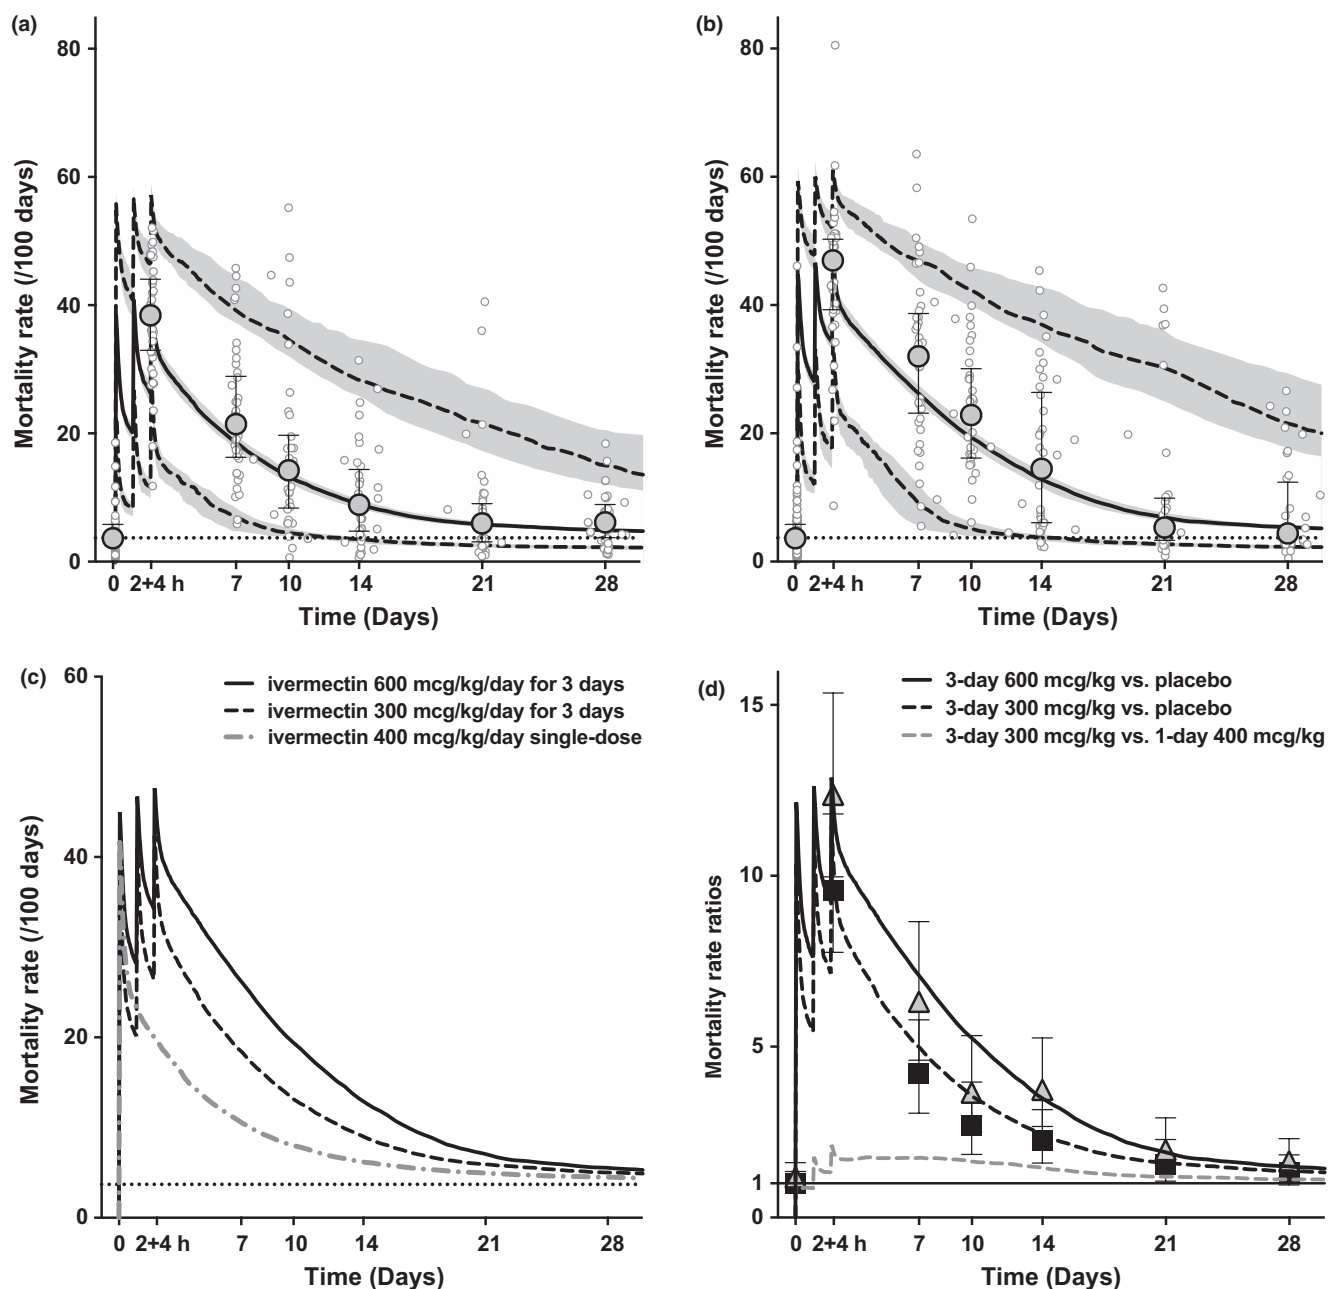 (a)
80
60
40
20
0
Mortality rate (/100 days)
0 2+4 h 7 10 14 21 28
Time (Days)
(b)
80
60
40
20
0
Mortality rate (/100 days)
0 2+4 h 7 10 14 21 28
Time (Days)
(c)
60
40
20
0
Mortality rate (/100 days)
ivermectin 600 mcg/kg/day for 3 days
ivermectin 300 mcg/kg/day for 3 days
ivermectin 400 mcg/kg/day single-dose
0 2+4 h 7 10 14 21 28
Time (Days)
(d)
15
10
5
1
0
Mortality rate ratios
3-day 600 mcg/kg vs. placebo
3-day 300 mcg/kg vs. placebo
3-day 300 mcg/kg vs. 1-day 400 mcg/kg
0 2+4 h 7 10 14 21 28
Time (Days)